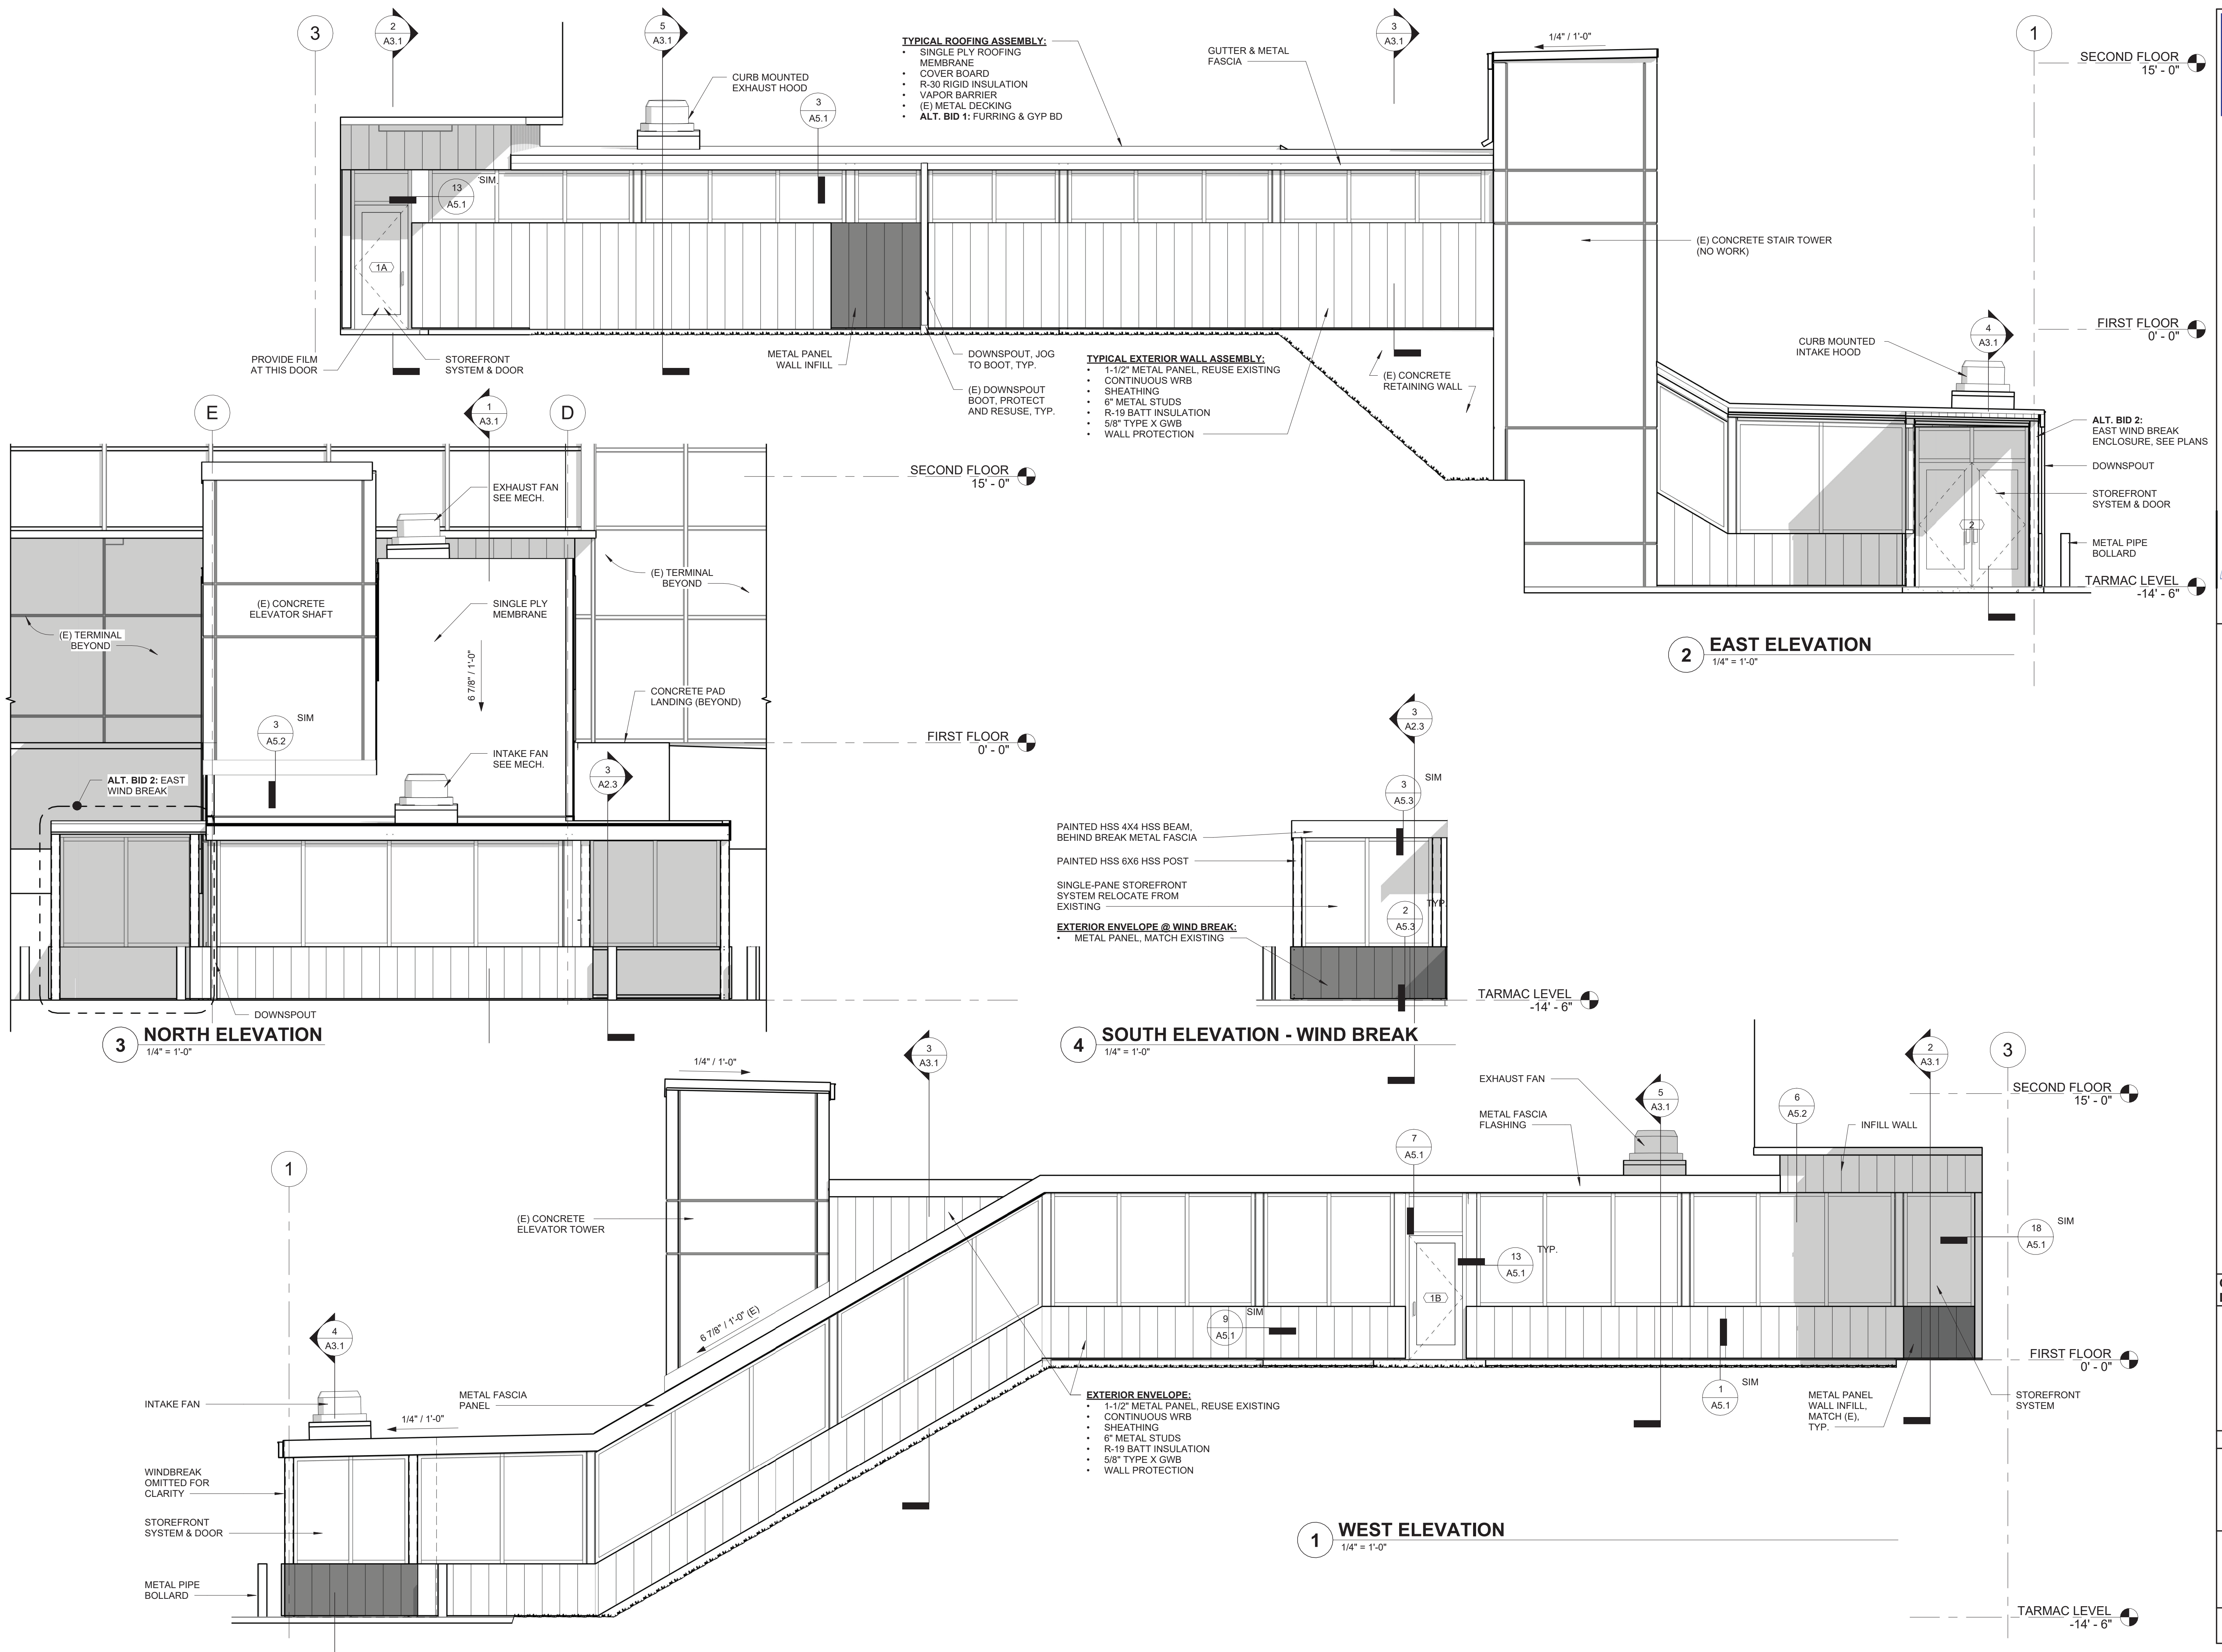 3
2
A3.1
5
A3.1
TYPICAL ROOFING ASSEMBLY:
• SINGLE PLY ROOFING
MEMBRANE
• COVER BOARD
• R-30 RIGID INSULATION
• VAPOR BARRIER
• (E) METAL DECKING
• ALT. BID 1: FURRING & GYP BD
GUTTER & METAL
FASCIA
3
A3.1
1/4" / 1'-0"
1
SECOND FLOOR
15' - 0"
CURB MOUNTED
EXHAUST HOOD
3
A5.1
13
A5.1
SIM.
1A
(E) CONCRETE STAIR TOWER
(NO WORK)
PROVIDE FILM
AT THIS DOOR
STOREFRONT
SYSTEM & DOOR
METAL PANEL
WALL INFILL
DOWNSPOUT, JOG
TO BOOT, TYP.
(E) DOWNSPOUT
BOOT, PROTECT
AND RESUSE, TYP.
TYPICAL EXTERIOR WALL ASSEMBLY:
• 1-1/2" METAL PANEL, REUSE EXISTING
• CONTINUOUS WRB
• SHEATHING
• 6" METAL STUDS
• R-19 BATT INSULATION
• 5/8" TYPE X GWB
• WALL PROTECTION
(E) CONCRETE
RETAINING WALL
CURB MOUNTED
INTAKE HOOD
4
A3.1
FIRST FLOOR
0' - 0"
ALT. BID 2:
EAST WIND BREAK
ENCLOSURE, SEE PLANS
DOWNSPOUT
STOREFRONT
SYSTEM & DOOR
2
METAL PIPE
BOLLARD
TARMAC LEVEL
-14' - 6"
2
EAST ELEVATION
1/4" = 1'-0"
E
1
A3.1
D
SECOND FLOOR
15' - 0"
EXHAUST FAN
SEE MECH.
(E) TERMINAL
BEYOND
(E) CONCRETE
ELEVATOR SHAFT
SINGLE PLY
MEMBRANE
(E) TERMINAL
BEYOND
6 7/8" / 1'-0"
CONCRETE PAD
LANDING (BEYOND)
3
A5.2
SIM
FIRST FLOOR
0' - 0"
INTAKE FAN
SEE MECH.
3
A2.3
ALT. BID 2: EAST
WIND BREAK
DOWNSPOUT
3
NORTH ELEVATION
1/4" = 1'-0"
3
A2.3
3
A5.3
SIM
PAINTED HSS 4X4 HSS BEAM,
BEHIND BREAK METAL FASCIA
PAINTED HSS 6X6 HSS POST
SINGLE-PANE STOREFRONT
SYSTEM RELOCATE FROM
EXISTING
2
A5.3
TYP.
EXTERIOR ENVELOPE @ WIND BREAK:
• METAL PANEL, MATCH EXISTING
TARMAC LEVEL
-14' - 6"
4
SOUTH ELEVATION - WIND BREAK
1/4" = 1'-0"
1/4" / 1'-0"
3
A3.1
EXHAUST FAN
5
A3.1
6
A5.2
2
A3.1
3
SECOND FLOOR
15' - 0"
METAL FASCIA
FLASHING
INFILL WALL
7
A5.1
1
(E) CONCRETE
ELEVATOR TOWER
18
A5.1
SIM
13
A5.1
TYP.
1B
6 7/8" / 1'-0" (E)
9
A5.1
SIM
4
A3.1
FIRST FLOOR
0' - 0"
INTAKE FAN
METAL FASCIA
PANEL
1/4" / 1'-0"
EXTERIOR ENVELOPE:
• 1-1/2" METAL PANEL, REUSE EXISTING
• CONTINUOUS WRB
• SHEATHING
• 6" METAL STUDS
• R-19 BATT INSULATION
• 5/8" TYPE X GWB
• WALL PROTECTION
1
A5.1
SIM
METAL PANEL
WALL INFILL,
MATCH (E),
TYP.
STOREFRONT
SYSTEM
WINDBREAK
OMITTED FOR
CLARITY
STOREFRONT
SYSTEM & DOOR
METAL PIPE
BOLLARD
1
WEST ELEVATION
1/4" = 1'-0"
TARMAC LEVEL
-14' - 6"